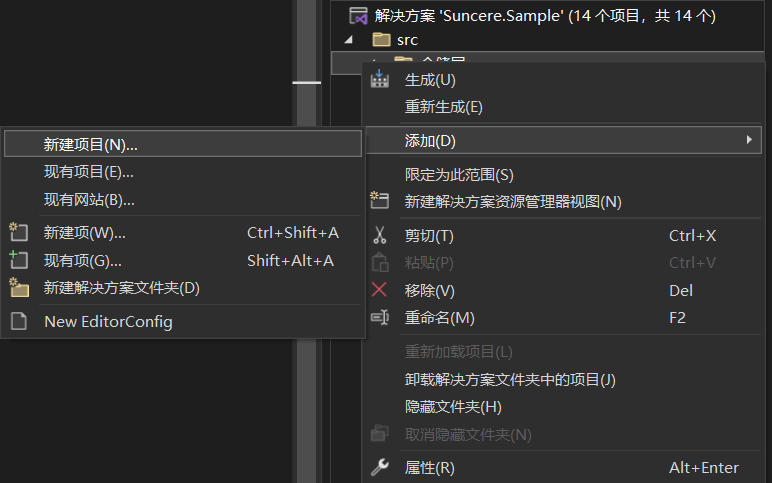 解决方案 'Suncere.Sample' (14 个项目，共 14 个)
src
生成(U)
重新生成(E)
添加(D)
限定为此范围(S)
新建解决方案资源管理器视图(N)
剪切(T) Ctrl+X
粘贴(P) Ctrl+V
移除(V) Del
重命名(M) F2
重新加载项目(L)
卸载解决方案文件夹中的项目(J)
隐藏文件夹(H)
取消隐藏文件夹(N)
属性(R) Alt+Enter
新建项目(N)...
现有项目(E)...
现有网站(B)...
新建项(W)... Ctrl+Shift+A
现有项(G)... Shift+Alt+A
新建解决方案文件夹(D)
New EditorConfig